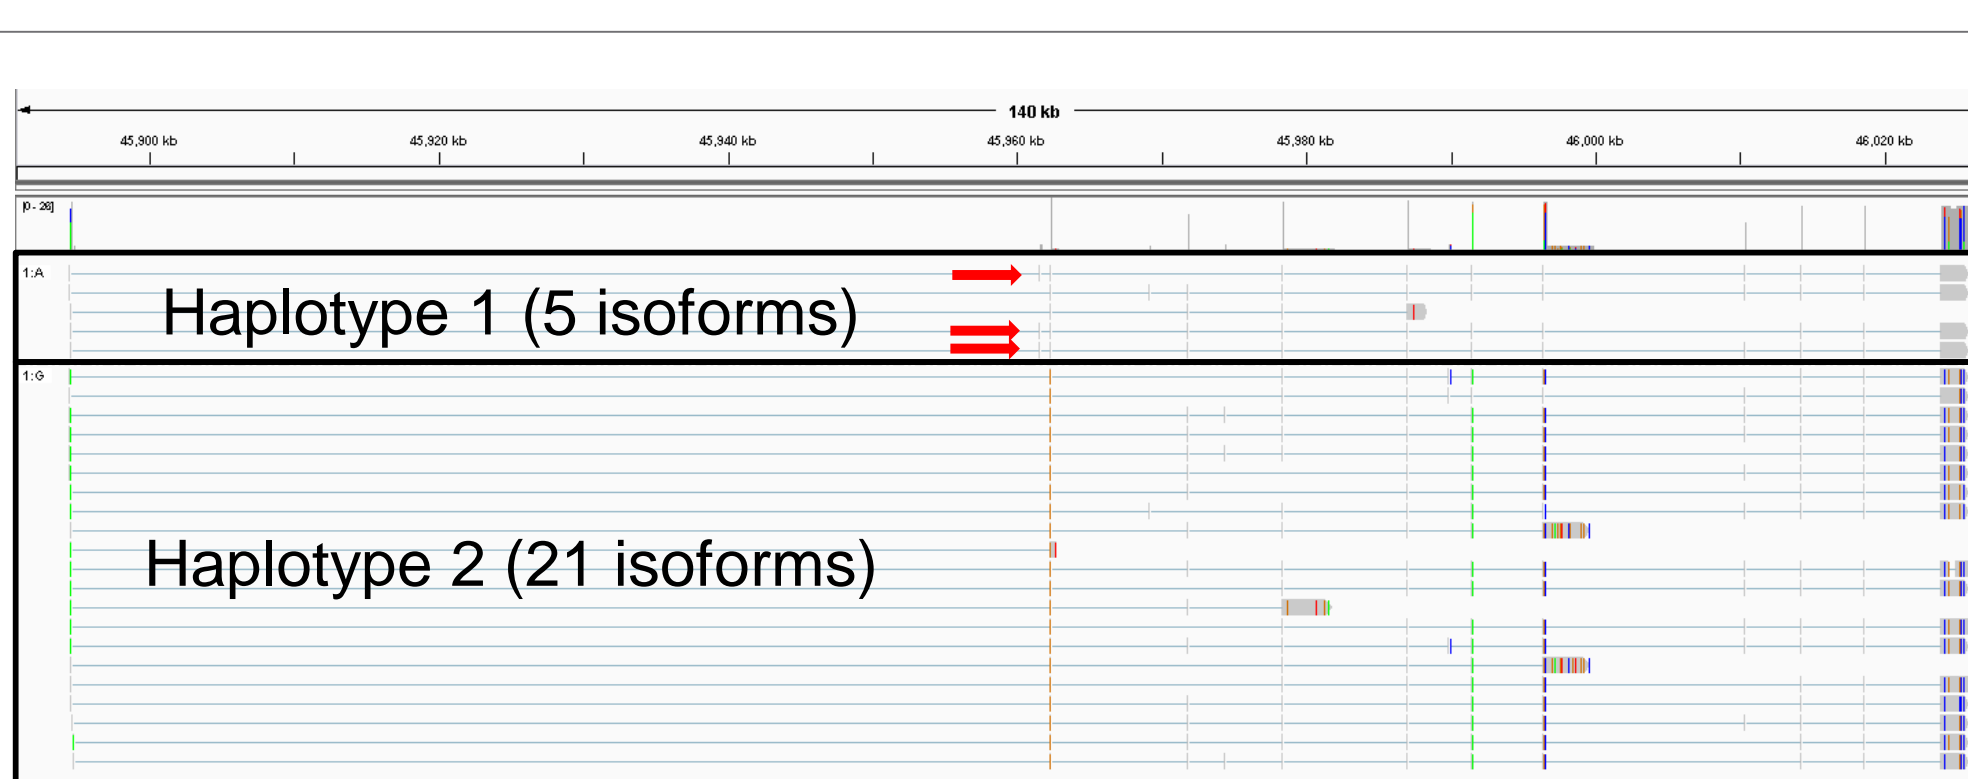 140 kb
45,900 kb 45,920 kb 45,940 kb 45,960 kb 45,980 kb 46,000 kb 46,020 kb
[0 - 26]
1:A
Haplotype 1 (5 isoforms)
1:G
Haplotype 2 (21 isoforms)